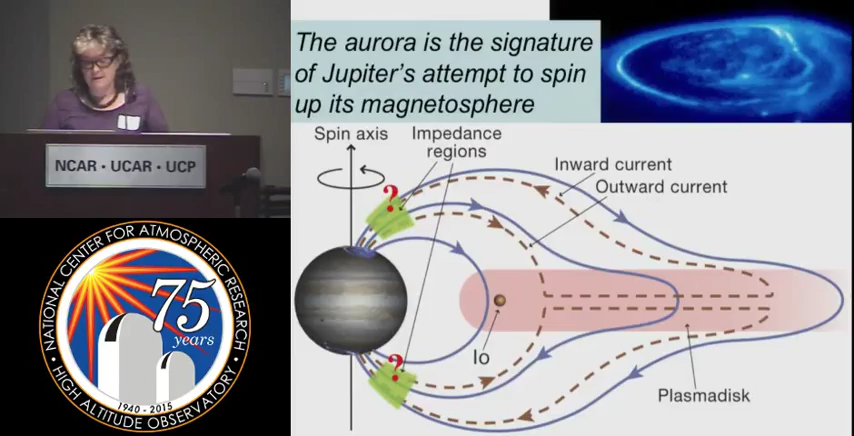 The aurora is the signature
of Jupiter's attempt to spin
up its magnetosphere
Spin axis
Impedance
regions
Inward current
Outward current
?
?
Io
Plasmadisk
NCAR • UCAR • UCP
NATIONAL CENTER FOR ATMOSPHERIC RESEARCH
75
years
1940 - 2015
HIGH ALTITUDE OBSERVATORY